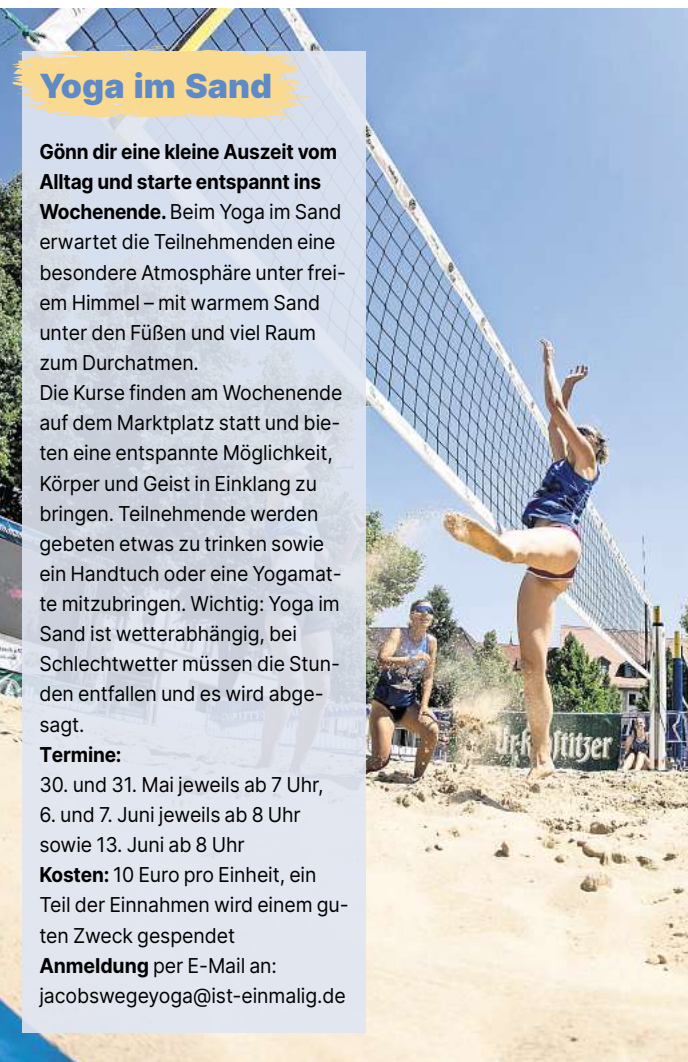 Yoga im Sand
Gönn dir eine kleine Auszeit vom
Alltag und starte entspannt ins
Wochenende. Beim Yoga im Sand
erwartet die Teilnehmenden eine
besondere Atmosphäre unter frei-
em Himmel – mit warmem Sand
unter den Füßen und viel Raum
zum Durchatmen.
Die Kurse finden am Wochenende
auf dem Marktplatz statt und bie-
ten eine entspannte Möglichkeit,
Körper und Geist in Einklang zu
bringen. Teilnehmende werden
gebeten etwas zu trinken sowie
ein Handtuch oder eine Yogamat-
te mitzubringen. Wichtig: Yoga im
Sand ist wetterabhängig, bei
Schlechtwetter müssen die Stun-
den entfallen und es wird abge-
sagt.
Termine:
30. und 31. Mai jeweils ab 7 Uhr,
6. und 7. Juni jeweils ab 8 Uhr
sowie 13. Juni ab 8 Uhr
Kosten: 10 Euro pro Einheit, ein
Teil der Einnahmen wird einem gu-
ten Zweck gespendet
Anmeldung per E-Mail an:
jacobswegeyoga@ist-einmalig.de